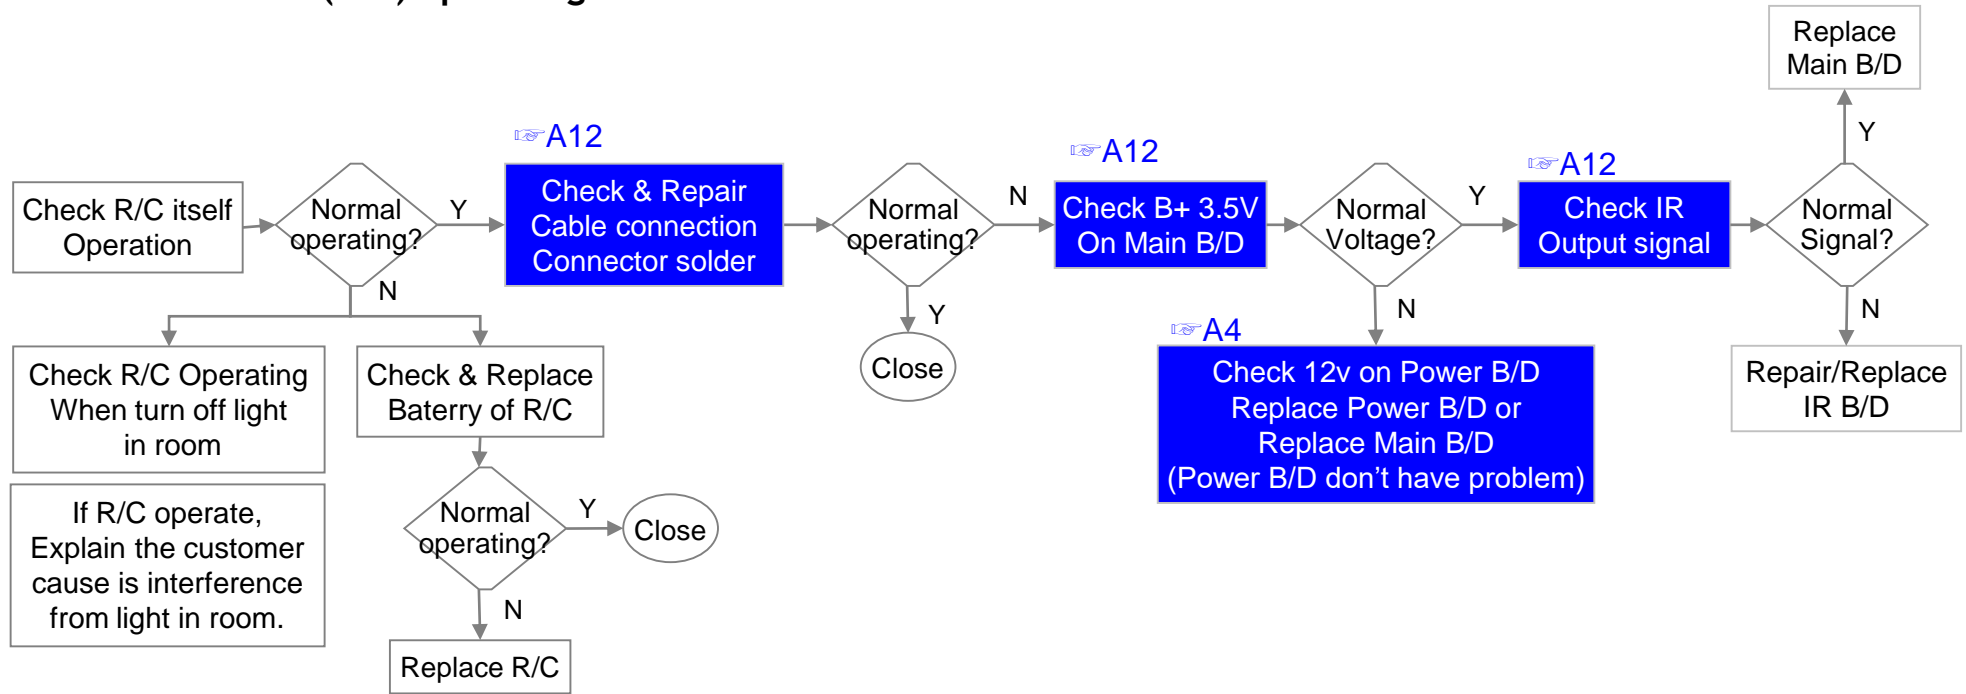 Replace
Main B/D
Y
☞A12
☞A12
☞A12
Check R/C itself
Operation
Normal
operating?
Y
Check & Repair
Cable connection
Connector solder
Normal
operating?
N
Check B+ 3.5V
On Main B/D
Normal
Voltage?
Y
Check IR
Output signal
Normal
Signal?
N
Y
N
N
☞A4
Check R/C Operating
When turn off light
in room
Check & Replace
Baterry of R/C
Close
Check 12v on Power B/D
Replace Power B/D or
Replace Main B/D
(Power B/D don’t have problem)
Repair/Replace
IR B/D
If R/C operate,
Explain the customer
cause is interference
from light in room.
Normal
operating?
Y
Close
N
Replace R/C